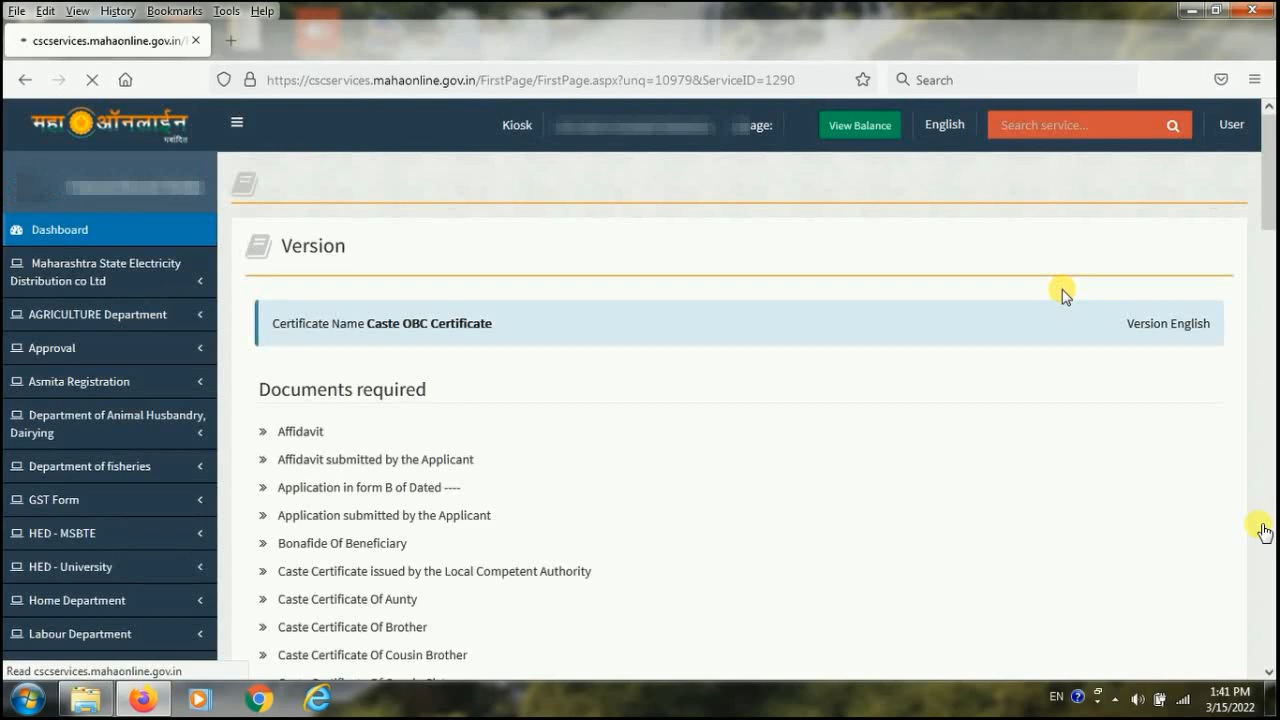 File Edit View History Bookmarks Tools Help
cscservices.mahaonline.gov.in/
https://cscservices.mahaonline.gov.in/FirstPage/FirstPage.aspx?unq=10979&ServiceID=1290
Search
महा ऑनलाईन
मर्यादित
Kiosk
age:
View Balance
English
Search service...
User
Dashboard
Maharashtra State Electricity
Distribution co Ltd
AGRICULTURE Department
Approval
Asmita Registration
Department of Animal Husbandry,
Dairying
Department of fisheries
GST Form
HED - MSBTE
HED - University
Home Department
Labour Department
Version
Certificate Name Caste OBC Certificate
Version English
Documents required
Affidavit
Affidavit submitted by the Applicant
Application in form B of Dated ----
Application submitted by the Applicant
Bonafide Of Beneficiary
Caste Certificate issued by the Local Competent Authority
Caste Certificate Of Aunty
Caste Certificate Of Brother
Caste Certificate Of Cousin Brother
Read cscservices.mahaonline.gov.in
EN
1:41 PM
3/15/2022